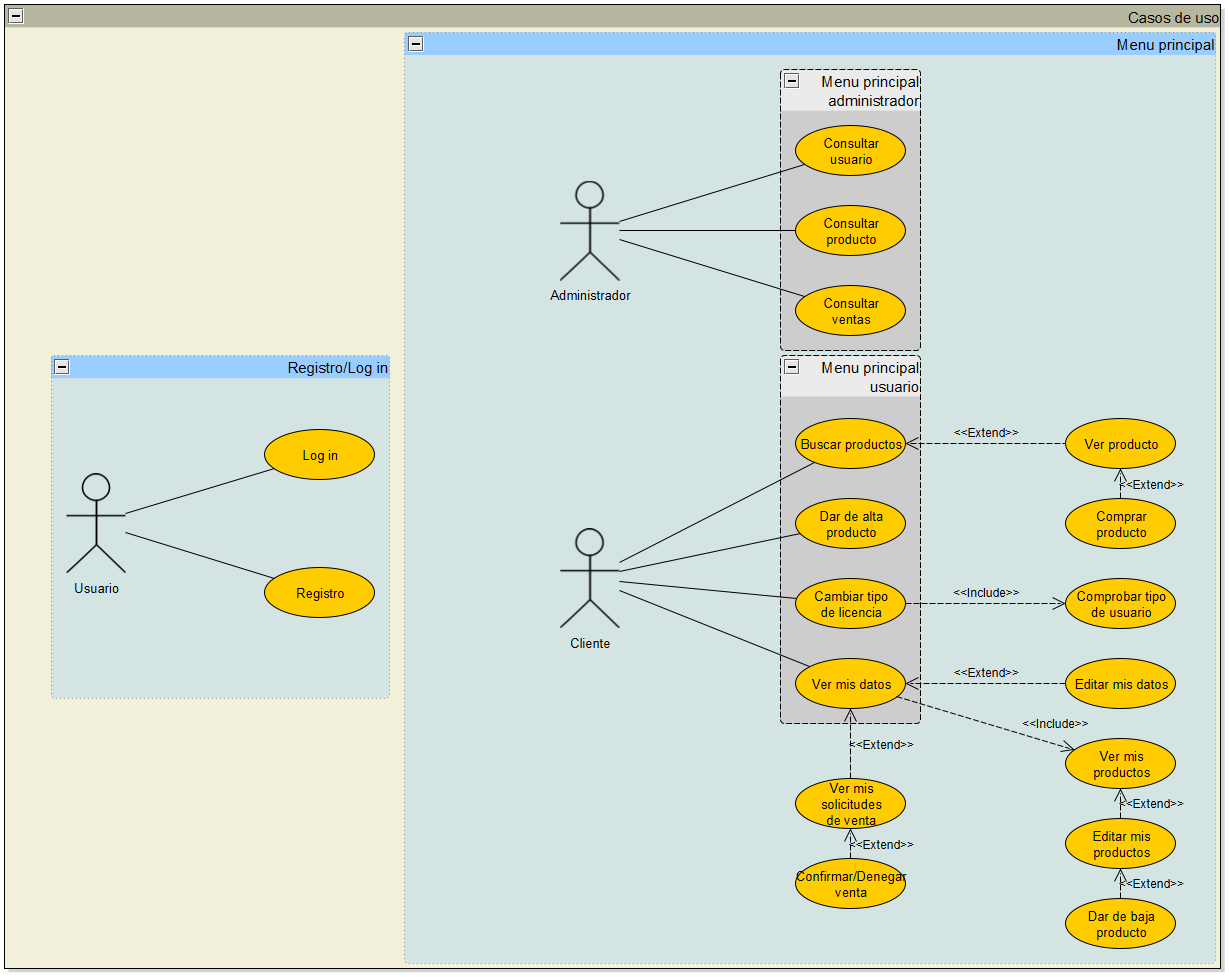 Casos de uso
Menu principal
Menu principal
administrador
Consultar
usuario
Consultar
producto
Administrador
Consultar
ventas
Registro/Log in
Log in
Usuario
Registro
Menu principal
usuario
Buscar productos
<<Extend>>
Ver producto
<<Extend>>
Dar de alta
producto
Comprar
producto
Cliente
Cambiar tipo
de licencia
<<Include>>
Comprobar tipo
de usuario
Ver mis datos
<<Extend>>
Editar mis datos
<<Include>>
<<Extend>>
Ver mis
productos
Ver mis
solicitudes
de venta
<<Extend>>
<<Extend>>
Editar mis
productos
Confirmar/Denegar
venta
<<Extend>>
Dar de baja
producto